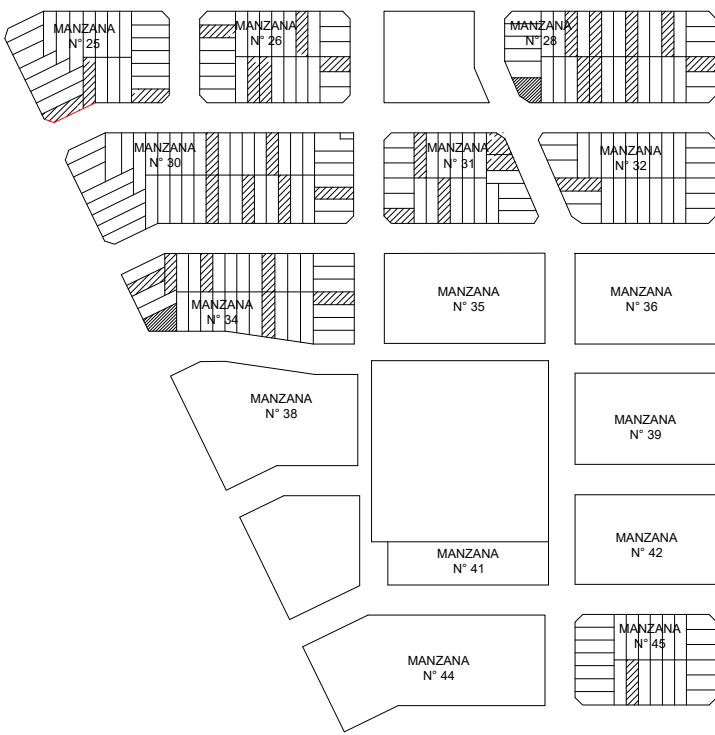 MANZANA
N° 25
MANZANA
N° 26
MANZANA
N° 28
MANZANA
N° 30
MANZANA
N° 31
MANZANA
N° 32
MANZANA
N° 34
MANZANA
N° 35
MANZANA
N° 36
MANZANA
N° 38
MANZANA
N° 39
MANZANA
N° 41
MANZANA
N° 42
MANZANA
N° 44
MANZANA
N° 45